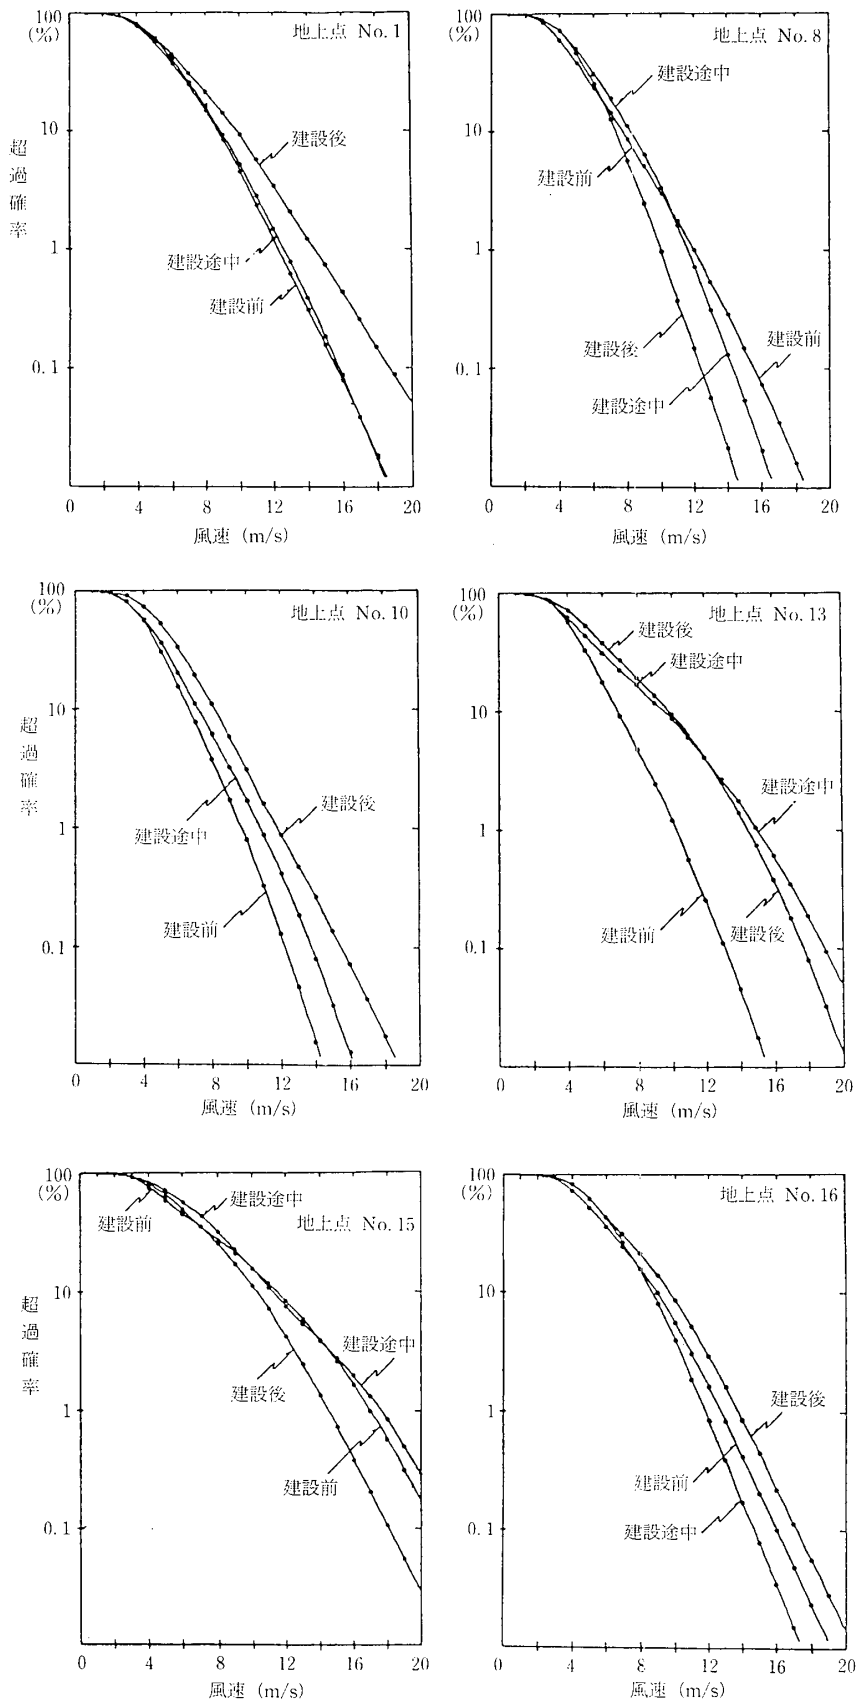 地上点 No.1
100
(%)
10
1
0.1
超過確率
建設後
建設途中
建設前
0 4 8 12 16 20
風速 (m/s)
地上点 No.8
100
(%)
10
1
0.1
建設途中
建設前
建設後
建設前
建設途中
0 4 8 12 16 20
風速 (m/s)
地上点 No.10
100
(%)
10
1
0.1
超過確率
建設後
建設途中
建設前
0 4 8 12 16 20
風速 (m/s)
地上点 No.13
100
(%)
10
1
0.1
建設後
建設途中
建設途中
建設前
建設後
0 4 8 12 16 20
風速 (m/s)
地上点 No.15
100
(%)
10
1
0.1
超過確率
建設途中
建設前
建設途中
建設後
建設前
0 4 8 12 16 20
風速 (m/s)
地上点 No.16
100
(%)
10
1
0.1
建設後
建設前
建設途中
0 4 8 12 16 20
風速 (m/s)